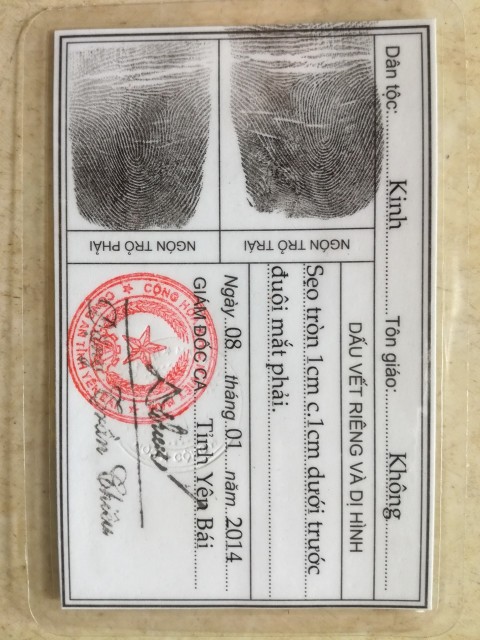 Dân tộc: Kinh Tôn giáo: Không
NGÓN TRỎ TRÁI
NGÓN TRỎ PHẢI
DẤU VẾT RIÊNG VÀ DỊ HÌNH
Sẹo tròn 1cm c.1cm dưới trước
đuôi mắt phải.
Ngày 08 tháng 01 năm 2014
GIÁM ĐỐC CA Tỉnh Yên Bái
CỘNG HÒA